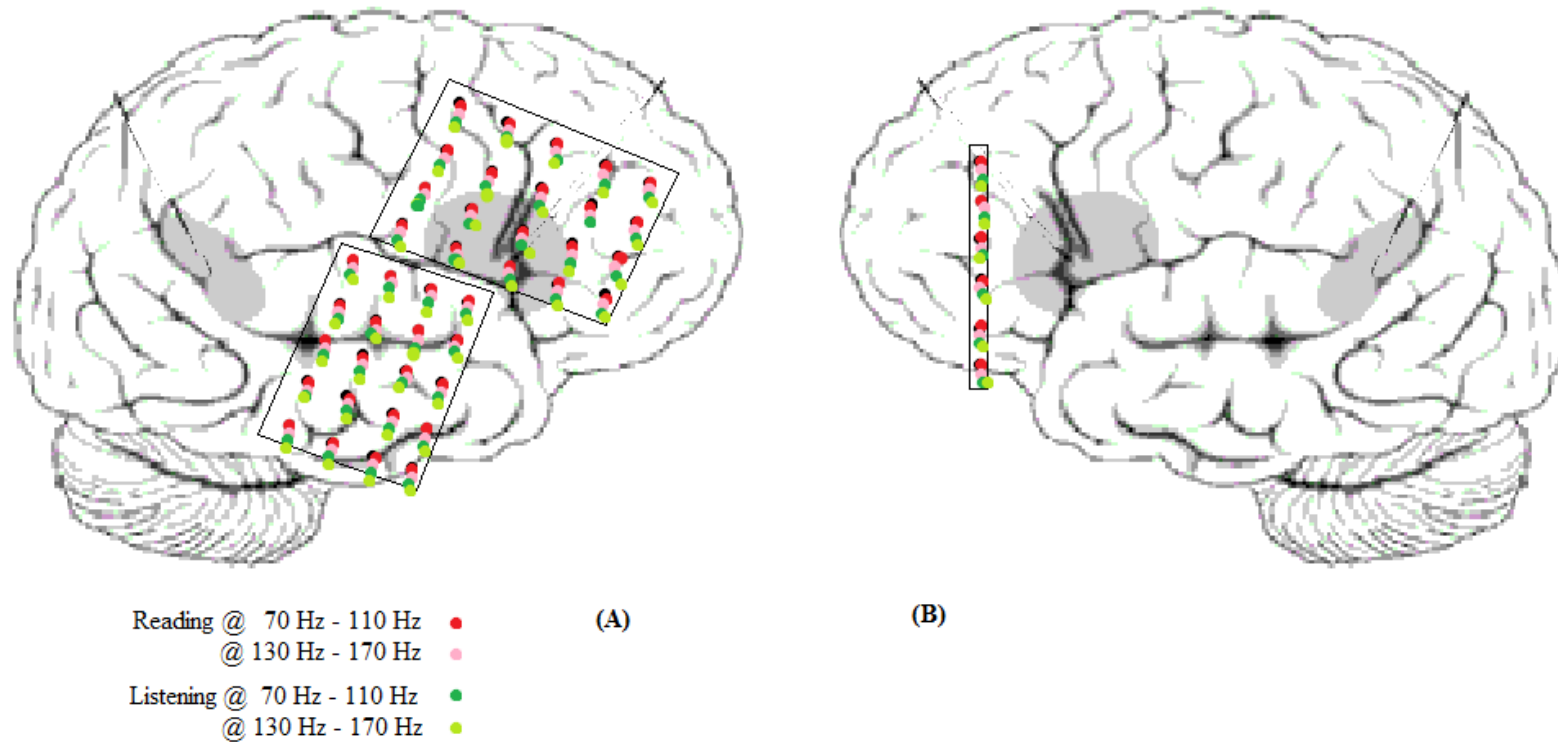 Reading @ 70 Hz - 110 Hz
@ 130 Hz - 170 Hz
Listening @ 70 Hz - 110 Hz
@ 130 Hz - 170 Hz
(A)
(B)